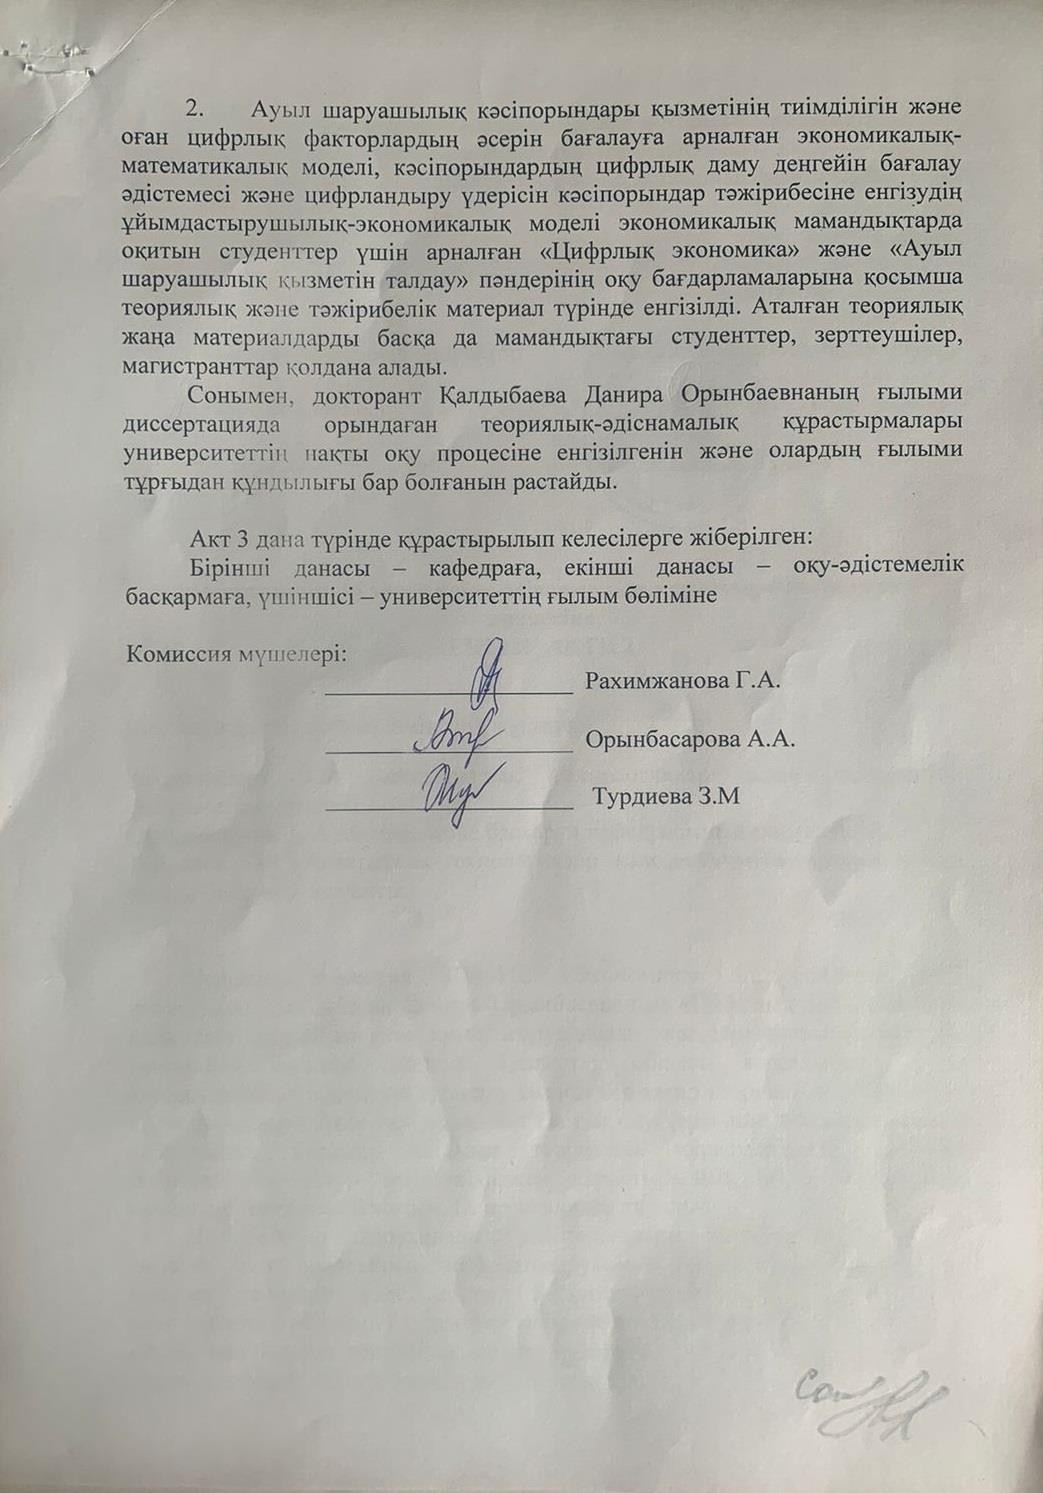 2. Ауыл шаруашылық кәсіпорындары қызметінің тиімділігін және
оған цифрлық факторлардың әсерін бағалауға арналған экономикалық-
математикалық моделі, кәсіпорындардың цифрлық даму деңгейін бағалау
әдістемесі және цифрландыру үдерісін кәсіпорындар тәжірибесіне енгізудің
ұйымдастырушылық-экономикалық моделі экономикалық мамандықтарда
оқитын студенттер үшін арналған «Цифрлық экономика» және «Ауыл
шаруашылық қызметін талдау» пәндерінің оқу бағдарламаларына қосымша
теориялық және тәжірибелік материал түрінде енгізілді. Аталған теориялық
жаңа материалдарды басқа да мамандықтағы студенттер, зерттеушілер,
магистранттар қолдана алады.
Сонымен, докторант Қалдыбаева Данира Орынбаевнаның ғылыми
диссертацияда орындаған теориялық-әдіснамалық құрастырмалары
университеттің нақты оқу процесіне енгізілгенін және олардың ғылыми
тұрғыдан құндылығы бар болғанын растайды.
Акт 3 дана түрінде құрастырылып келесілерге жіберілген:
Бірінші данасы – кафедраға, екінші данасы – оқу-әдістемелік
басқармаға, үшіншісі – университеттің ғылым бөліміне
Комиссия мүшелері:
Рахимжанова Г.А.
Орынбасарова А.А.
Турдиева З.М